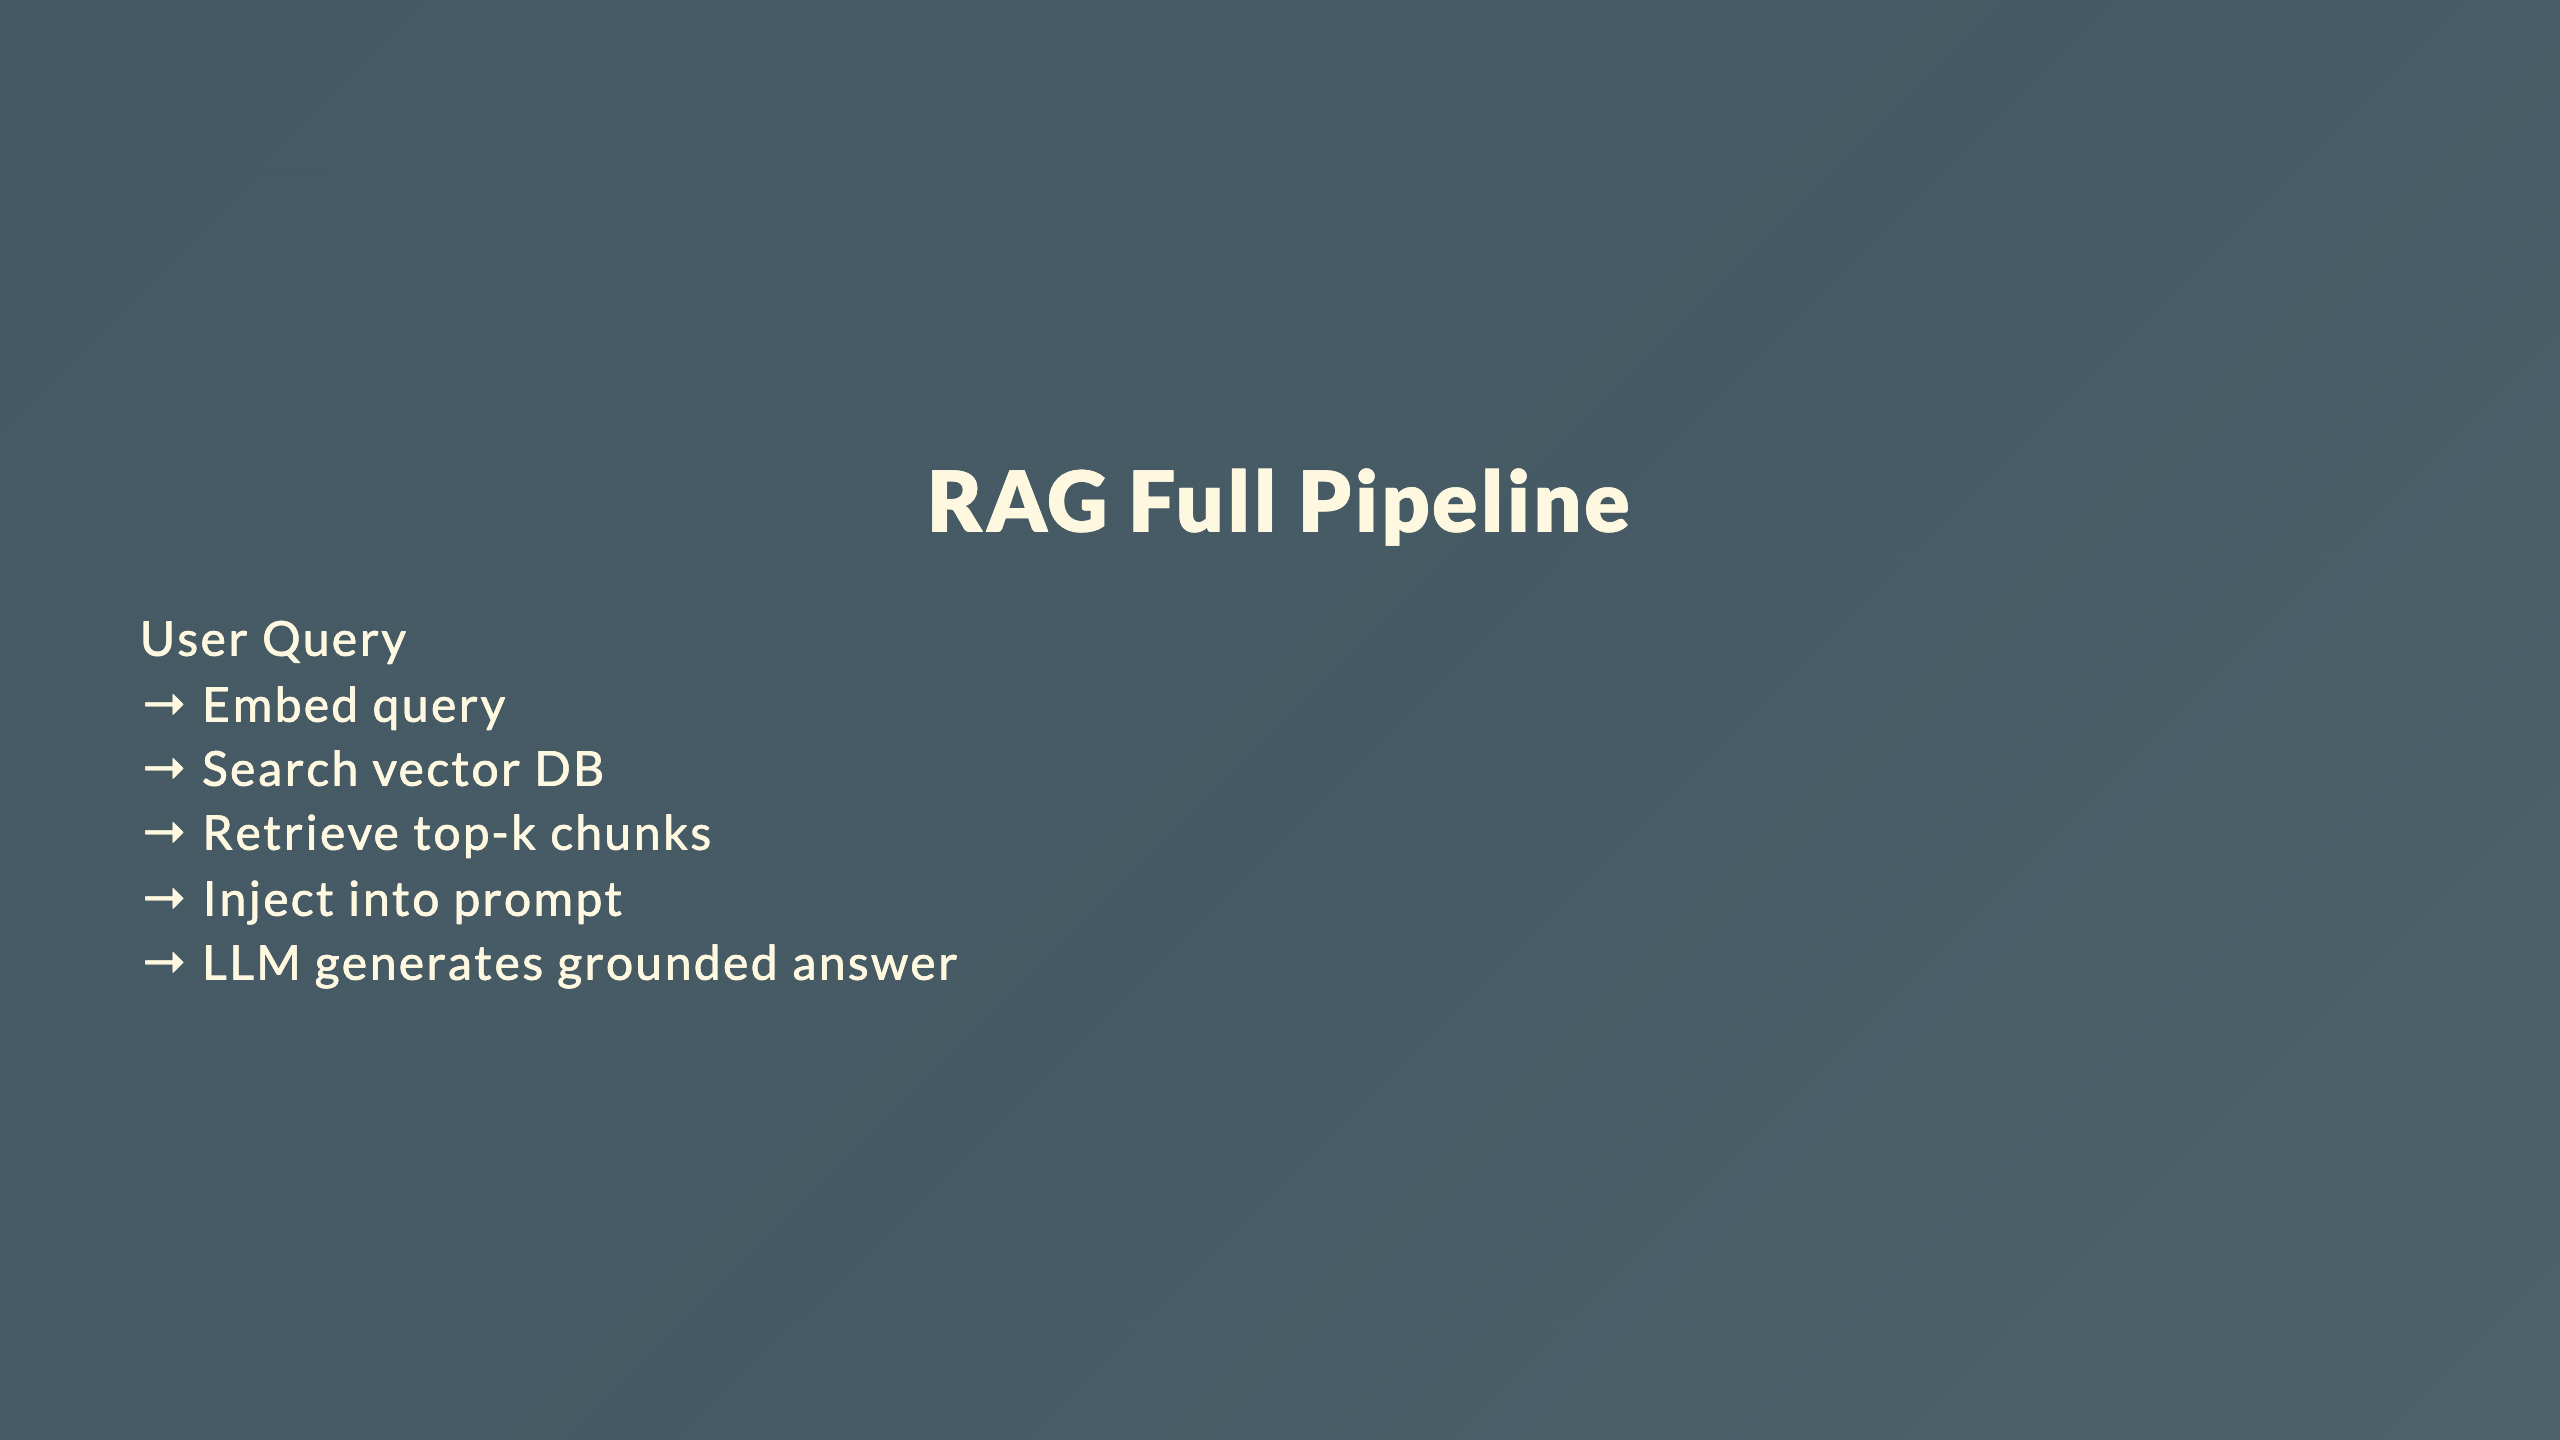 RAG Full Pipeline
User Query
→ Embed query
→ Search vector DB
→ Retrieve top-k chunks
→ Inject into prompt
→ LLM generates grounded answer